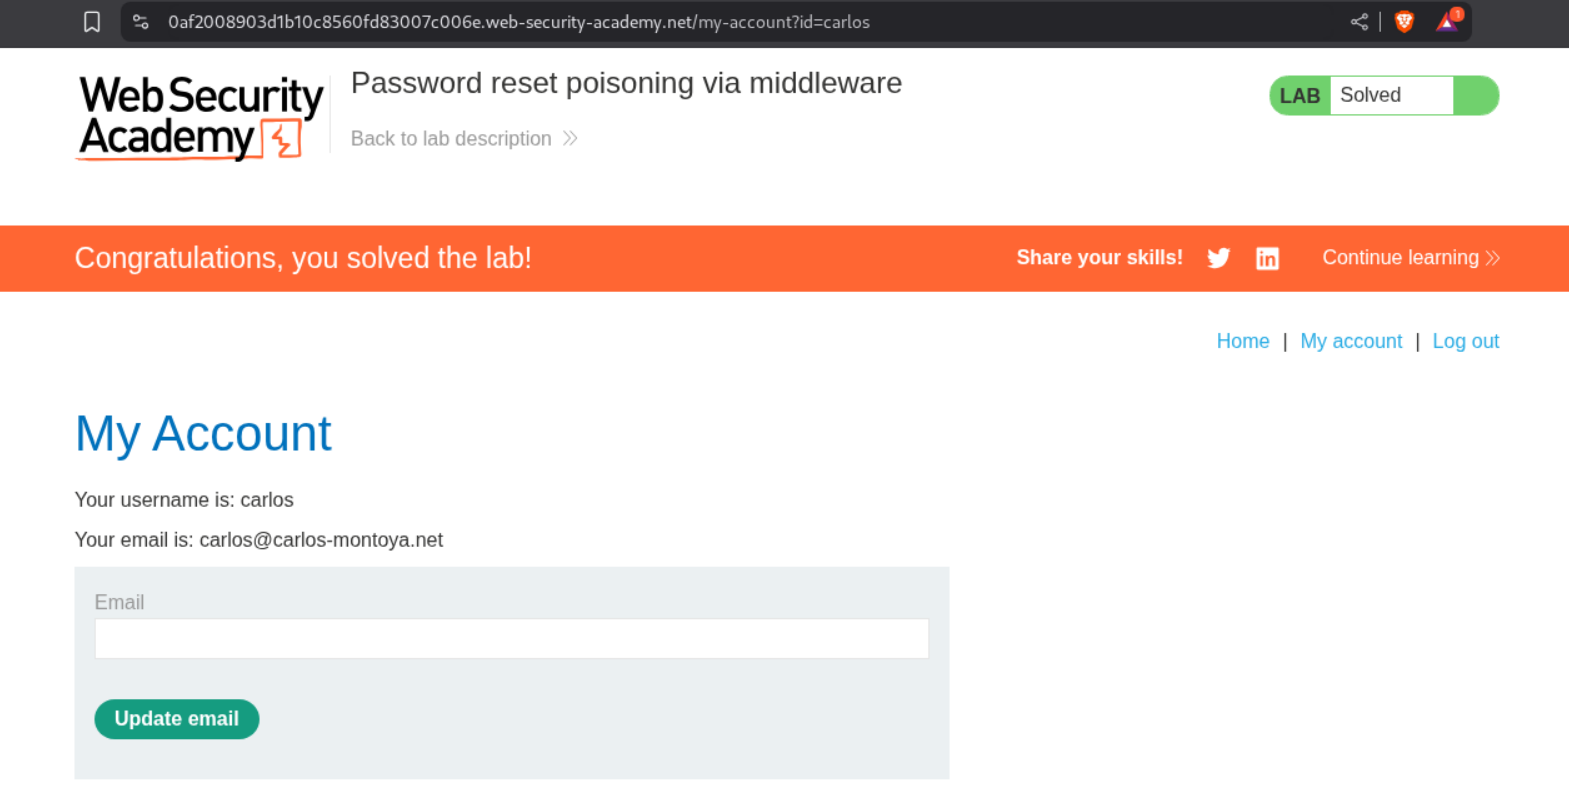 0af2008903d1b10c8560fd83007c006e.web-security-academy.net/my-account?id=carlos
1
Web Security
Academy
Password reset poisoning via middleware
Back to lab description
LAB Solved
Congratulations, you solved the lab!
Share your skills!
in
Continue learning
Home | My account | Log out
My Account
Your username is: carlos
Your email is: carlos@carlos-montoya.net
Email
Update email